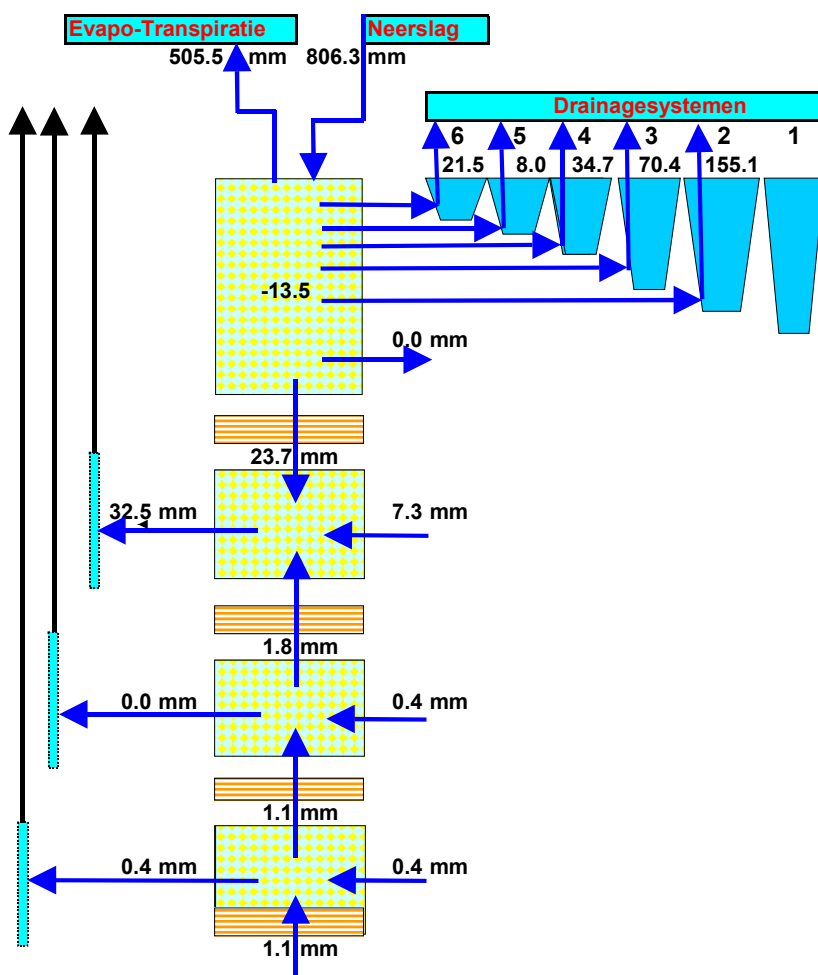 Evapo-Transpiratie Neerslag
505.5 mm 806.3 mm
Drainagesystemen
6 5 4 3 2 1
21.5 8.0 34.7 70.4 155.1
-13.5
0.0 mm
23.7 mm
32.5 mm 7.3 mm
1.8 mm
0.0 mm 0.4 mm
1.1 mm
0.4 mm 0.4 mm
1.1 mm